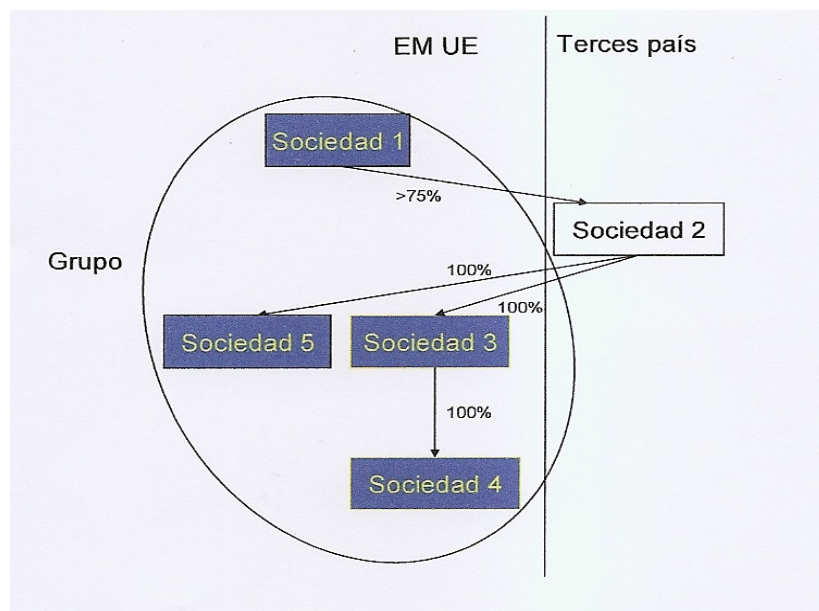 EM UE
Terces país
Sociedad 1
>75%
Sociedad 2
Grupo
100%
100%
Sociedad 5
Sociedad 3
100%
Sociedad 4